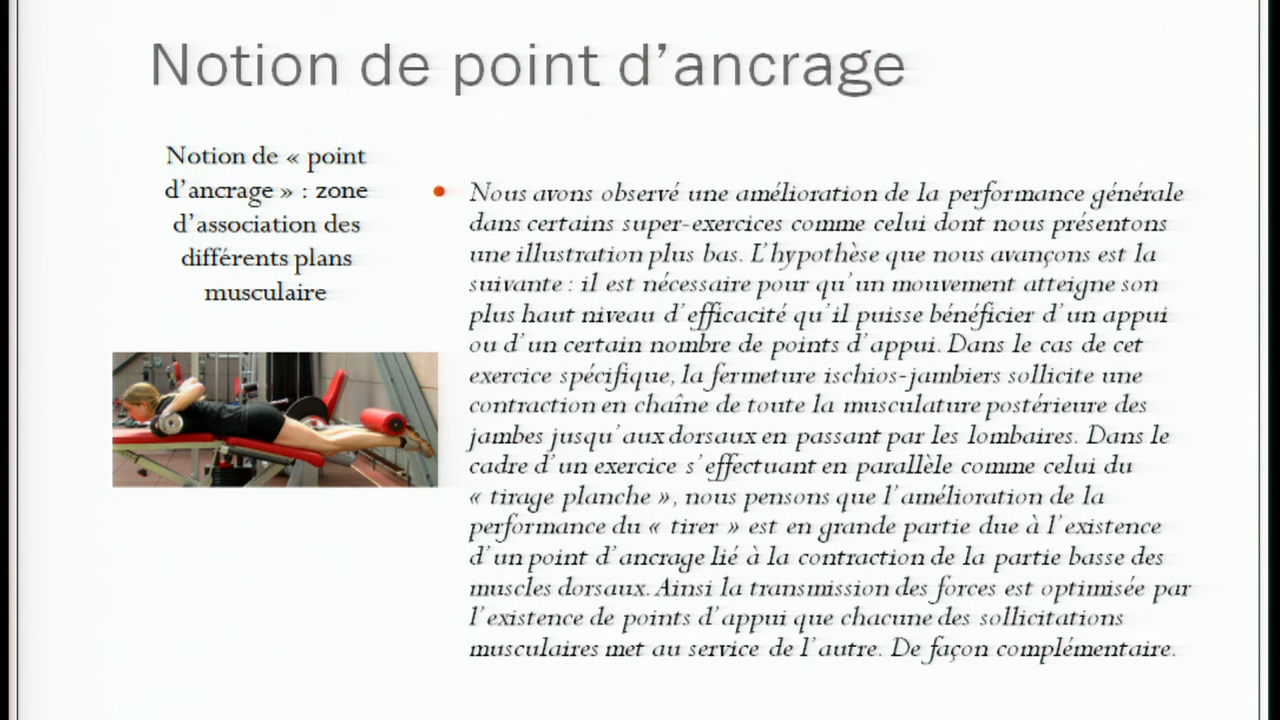 Notion de point d’ancrage
Notion de « point
d’ancrage » : zone
d’association des
différents plans
musculaire
Nous avons observé une amélioration de la performance générale
dans certains super-exercices comme celui dont nous présentons
une illustration plus bas. L’hypothèse que nous avançons est la
suivante : il est nécessaire pour qu’un mouvement atteigne son
plus haut niveau d’efficacité qu’il puisse bénéficier d’un appui
ou d’un certain nombre de points d’appui. Dans le cas de cet
exercice spécifique, la fermeture ischios-jambiers sollicite une
contraction en chaîne de toute la musculature postérieure des
jambes jusqu’aux dorsaux en passant par les lombaires. Dans le
cadre d’un exercice s’effectuant en parallèle comme celui du
« tirage planche », nous pensons que l’amélioration de la
performance du « tirer » est en grande partie due à l’existence
d’un point d’ancrage lié à la contraction de la partie basse des
muscles dorsaux. Ainsi la transmission des forces est optimisée par
l’existence de points d’appui que chacune des sollicitations
musculaires met au service de l’autre. De façon complémentaire.